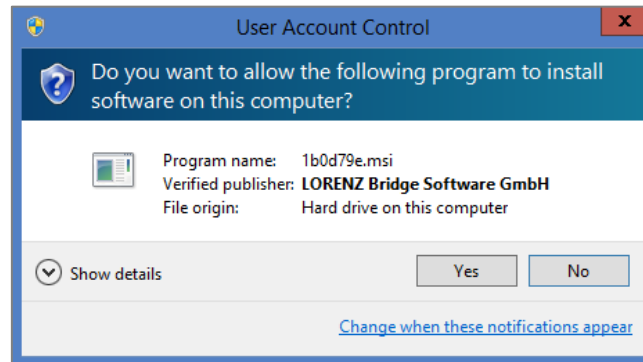 User Account Control
x
Do you want to allow the following program to install
software on this computer?
Program name: 1b0d79e.msi
Verified publisher: LORENZ Bridge Software GmbH
File origin: Hard drive on this computer
Show details
Yes
No
Change when these notifications appear